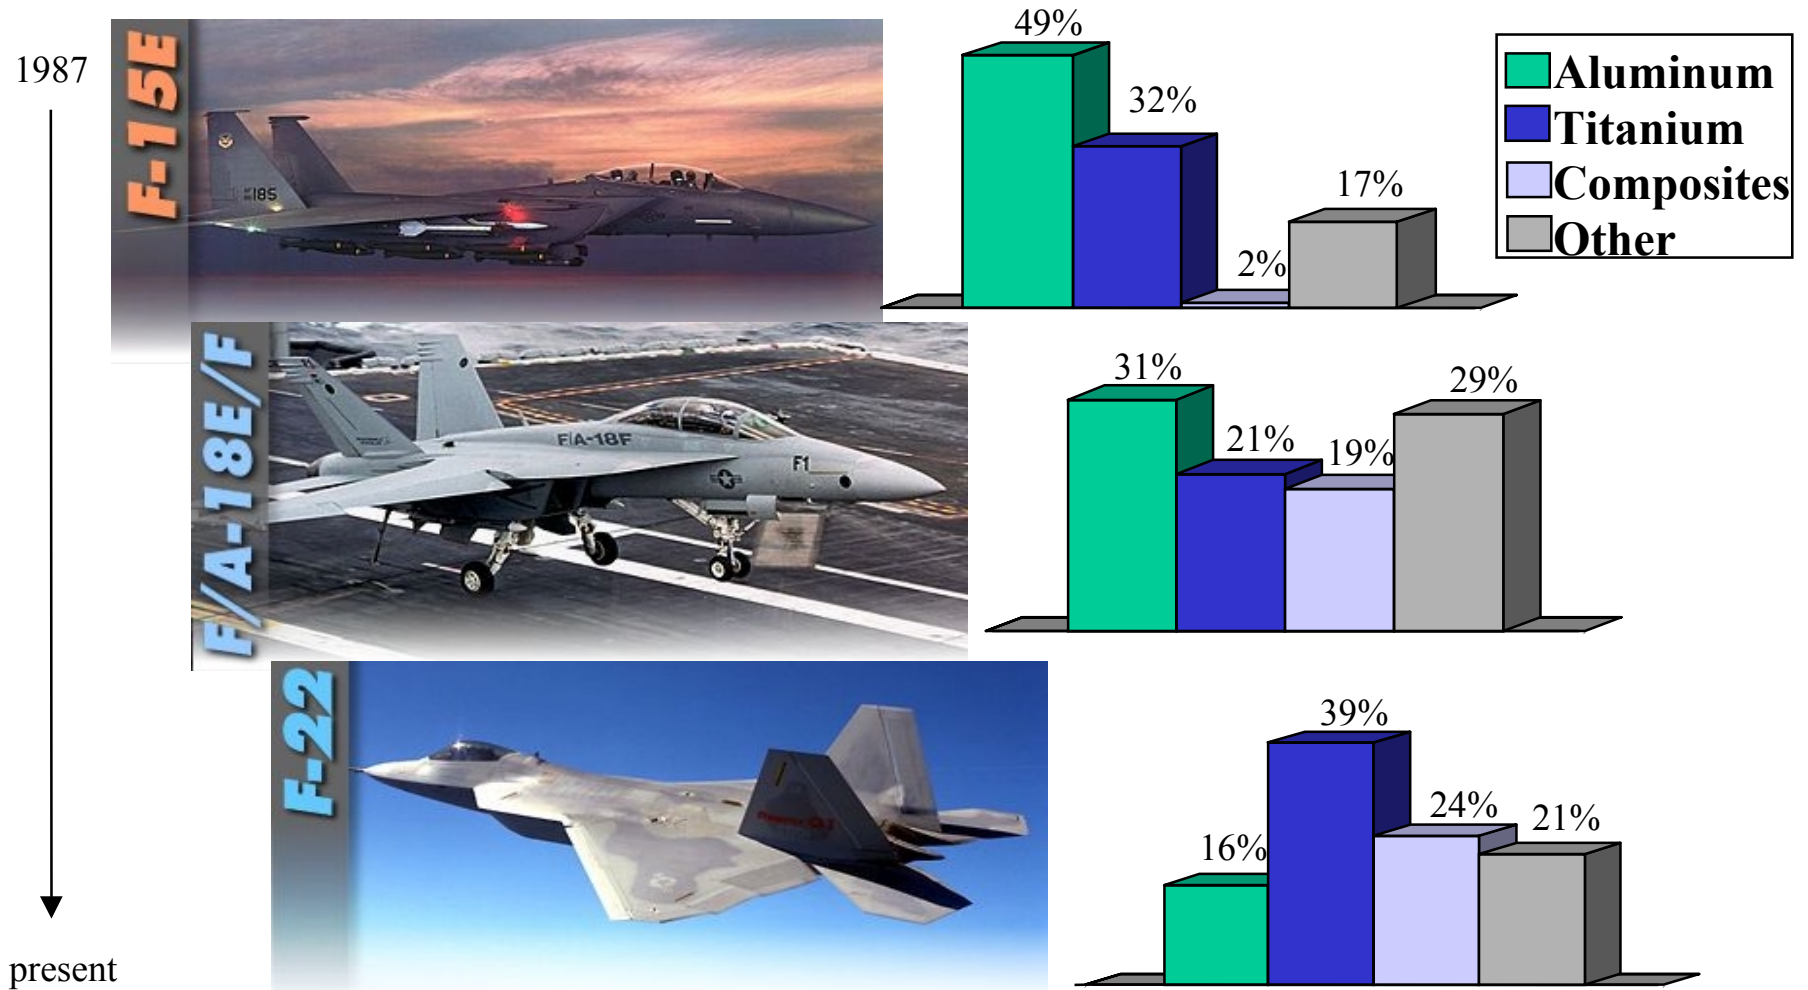 1987
present
F-15E
185
49%
32%
2%
17%
Aluminum
Titanium
Composites
Other
F/A-18E/F
F/A-18F
F1
31%
21%
19%
29%
F-22
16%
39%
24%
21%